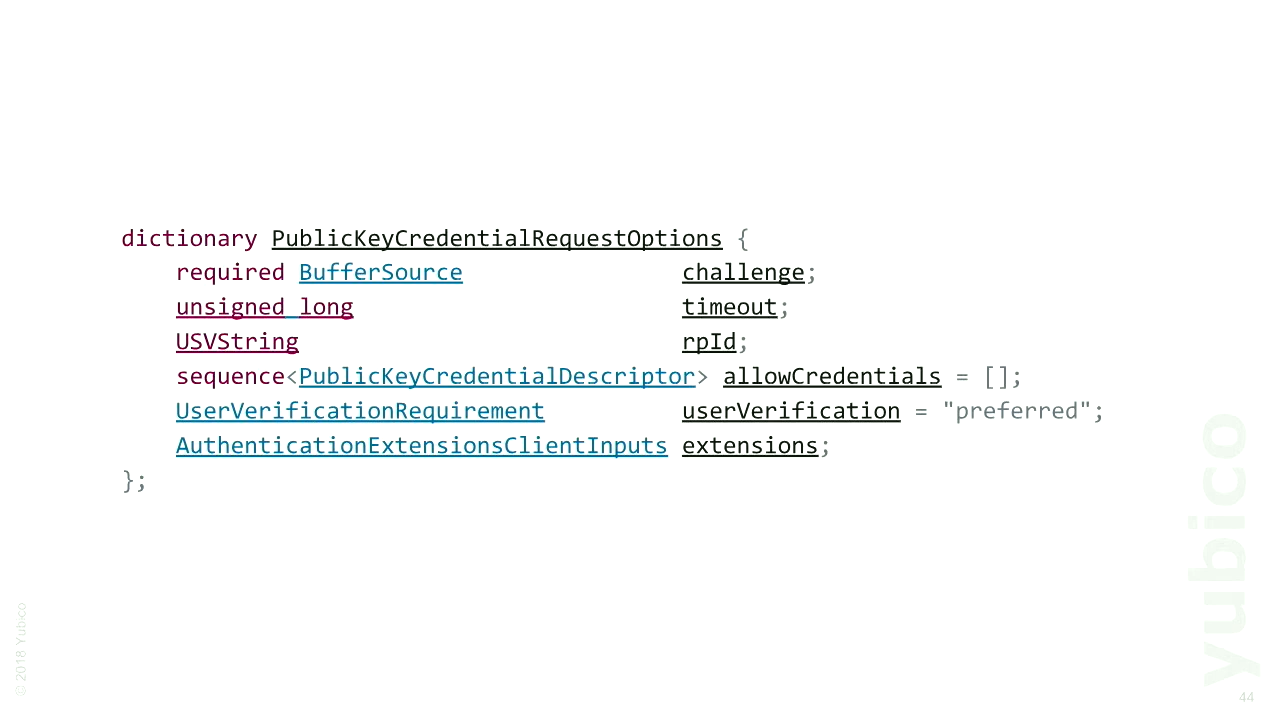 dictionary PublicKeyCredentialRequestOptions {
required BufferSource challenge;
unsigned long timeout;
USVString rpId;
sequence<PublicKeyCredentialDescriptor> allowCredentials = [];
UserVerificationRequirement userVerification = "preferred";
AuthenticationExtensionsClientInputs extensions;
};
© 2018 Yubico
yubico
44